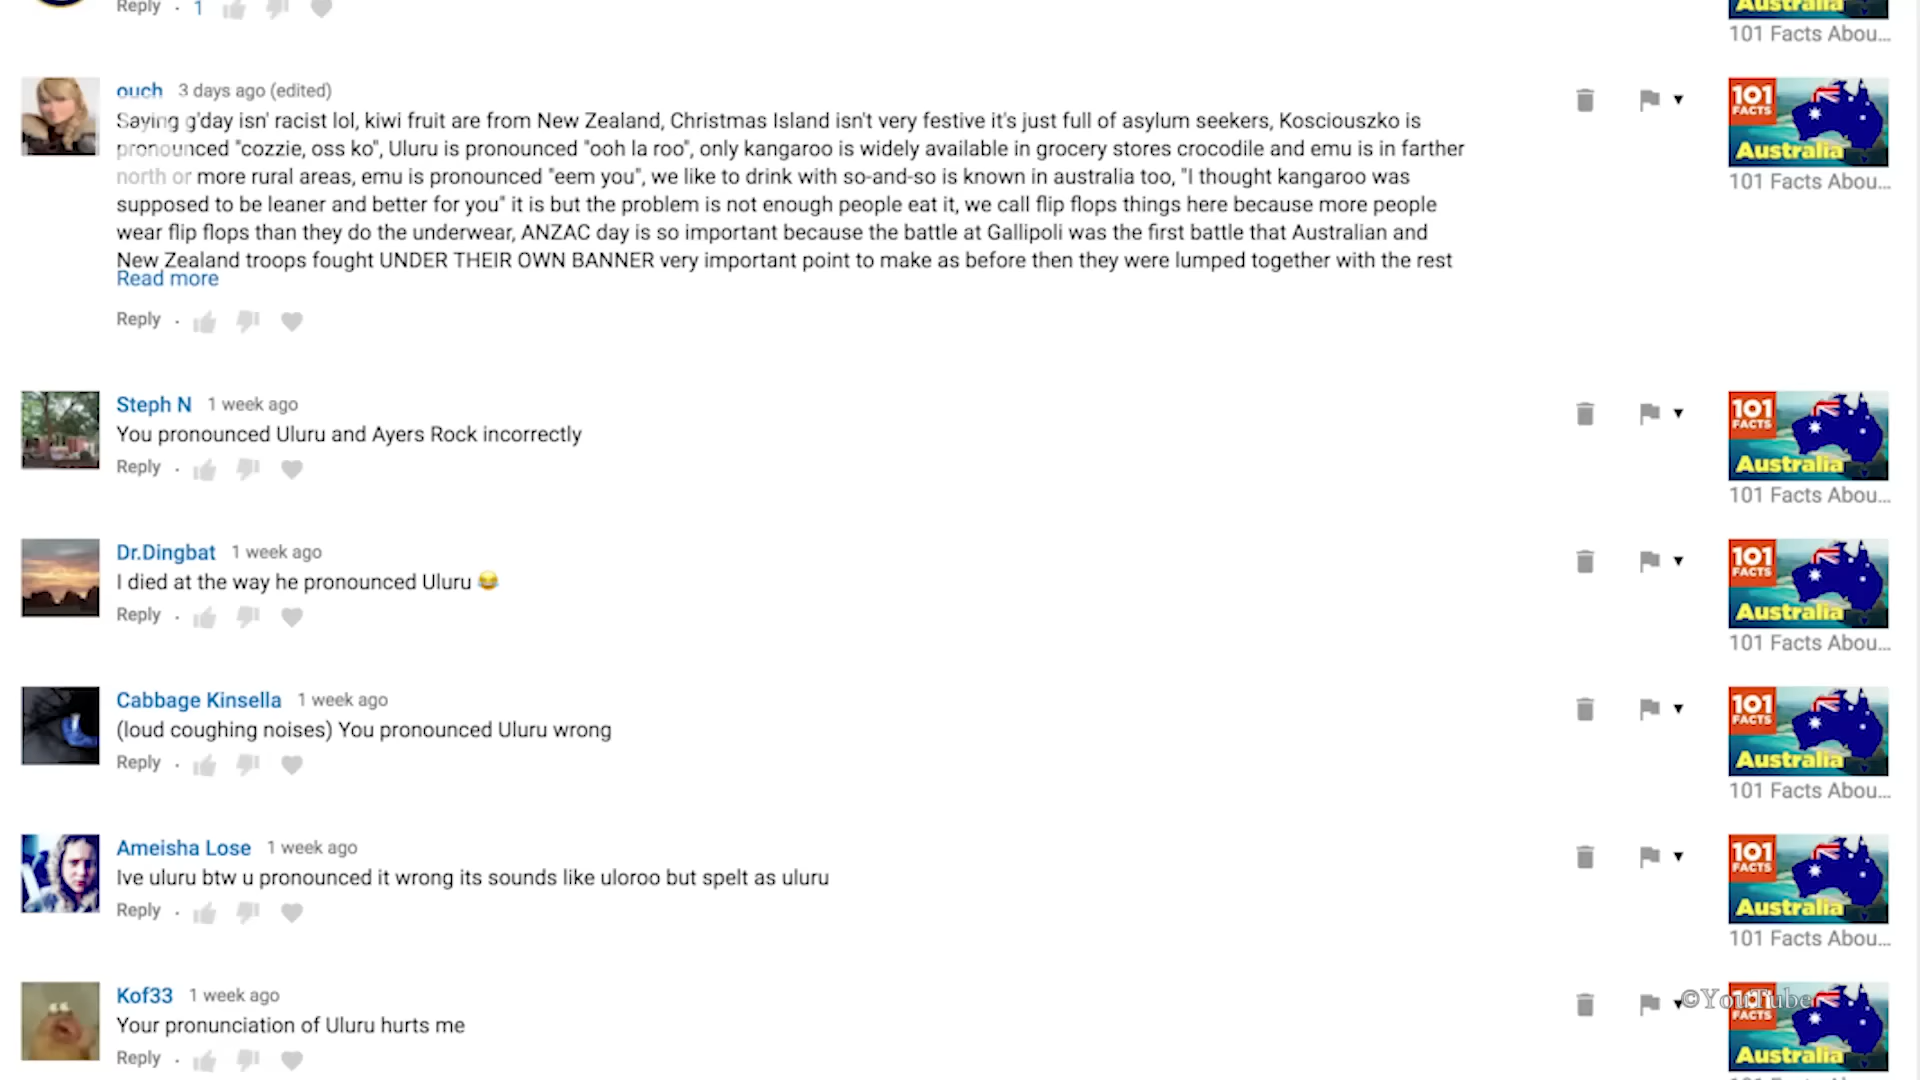 Reply · 1
Australia
101 Facts Abou...
ouch 3 days ago (edited)
Saying g'day isn' racist lol, kiwi fruit are from New Zealand, Christmas Island isn't very festive it's just full of asylum seekers, Kosciouszko is
pronounced "cozzie, oss ko", Uluru is pronounced "ooh la roo", only kangaroo is widely available in grocery stores crocodile and emu is in farther
north or more rural areas, emu is pronounced "eem you", we like to drink with so-and-so is known in australia too, "I thought kangaroo was
supposed to be leaner and better for you" it is but the problem is not enough people eat it, we call flip flops things here because more people
wear flip flops than they do the underwear, ANZAC day is so important because the battle at Gallipoli was the first battle that Australian and
New Zealand troops fought UNDER THEIR OWN BANNER very important point to make as before then they were lumped together with the rest
Read more
Reply ·
101
FACTS
Australia
101 Facts Abou...
Steph N 1 week ago
You pronounced Uluru and Ayers Rock incorrectly
Reply ·
101
FACTS
Australia
101 Facts Abou...
Dr.Dingbat 1 week ago
I died at the way he pronounced Uluru 😂
Reply ·
101
FACTS
Australia
101 Facts Abou...
Cabbage Kinsella 1 week ago
(loud coughing noises) You pronounced Uluru wrong
Reply ·
101
FACTS
Australia
101 Facts Abou...
Ameisha Lose 1 week ago
Ive uluru btw u pronounced it wrong its sounds like uloroo but spelt as uluru
Reply ·
101
FACTS
Australia
101 Facts Abou...
Kof33 1 week ago
Your pronunciation of Uluru hurts me
Reply ·
©YouTube
101
FACTS
Australia